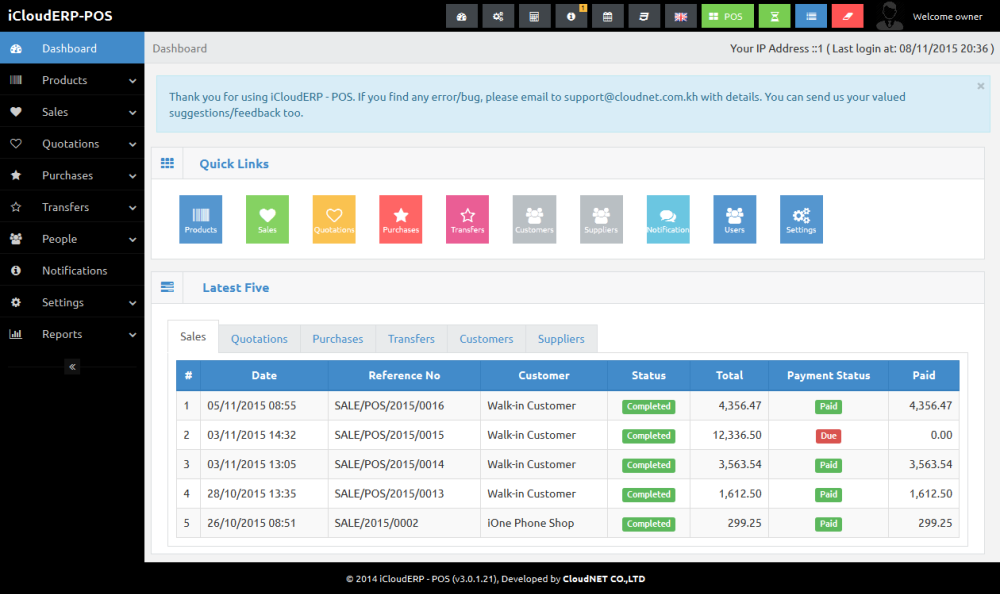 iCloudERP-POS
1
POS
Welcome owner
Dashboard
Products
Sales
Quotations
Purchases
Transfers
People
Notifications
Settings
Reports
Dashboard
Your IP Address ::1 ( Last login at: 08/11/2015 20:36 )
×
Thank you for using iCloudERP - POS. If you find any error/bug, please email to support@cloudnet.com.kh with details. You can send us your valued
suggestions/feedback too.
Quick Links
Products Sales Quotations Purchases Transfers Customers Suppliers Notification Users Settings
Latest Five
Sales Quotations Purchases Transfers Customers Suppliers
# Date Reference No Customer Status Total Payment Status Paid
1 05/11/2015 08:55 SALE/POS/2015/0016 Walk-in Customer Completed 4,356.47 Paid 4,356.47
2 03/11/2015 14:32 SALE/POS/2015/0015 Walk-in Customer Completed 12,336.50 Due 0.00
3 03/11/2015 13:05 SALE/POS/2015/0014 Walk-in Customer Completed 3,563.54 Paid 3,563.54
4 28/10/2015 13:35 SALE/POS/2015/0013 Walk-in Customer Completed 1,612.50 Paid 1,612.50
5 26/10/2015 08:51 SALE/2015/0002 iOne Phone Shop Completed 299.25 Paid 299.25
© 2014 iCloudERP - POS (v3.0.1.21), Developed by CloudNET CO.,LTD